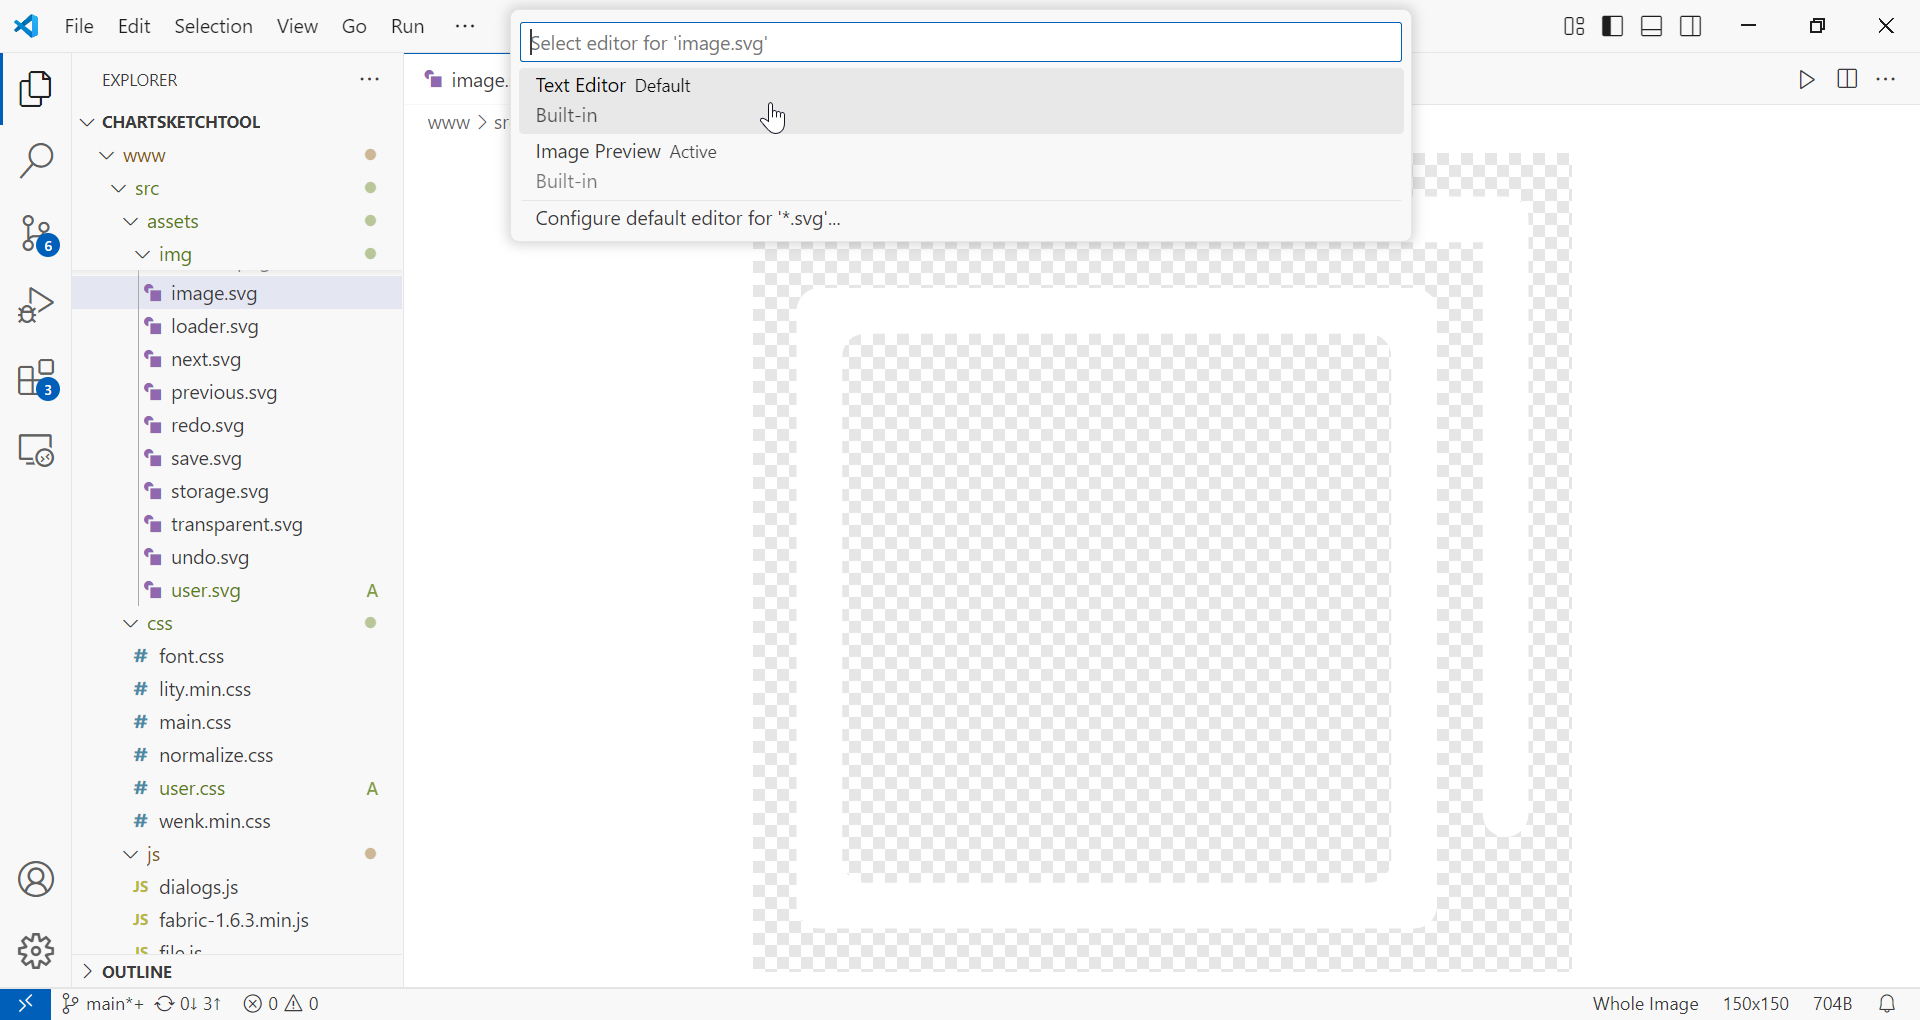 File Edit Selection View Go Run ···
Select editor for 'image.svg'
Text Editor Default
Built-in
Image Preview Active
Built-in
Configure default editor for '*.svg'...
EXPLORER
CHARTSKETCHTOOL
www
src
assets
img
image.svg
loader.svg
next.svg
previous.svg
redo.svg
save.svg
storage.svg
transparent.svg
undo.svg
user.svg A
css
# font.css
# lity.min.css
# main.css
# normalize.css
# user.css A
# wenk.min.css
js
JS dialogs.js
JS fabric-1.6.3.min.js
JS file.js
OUTLINE
6
3
image.
www > sr
main*+ 0↓ 3↑ 0 0
Whole Image 150x150 704B